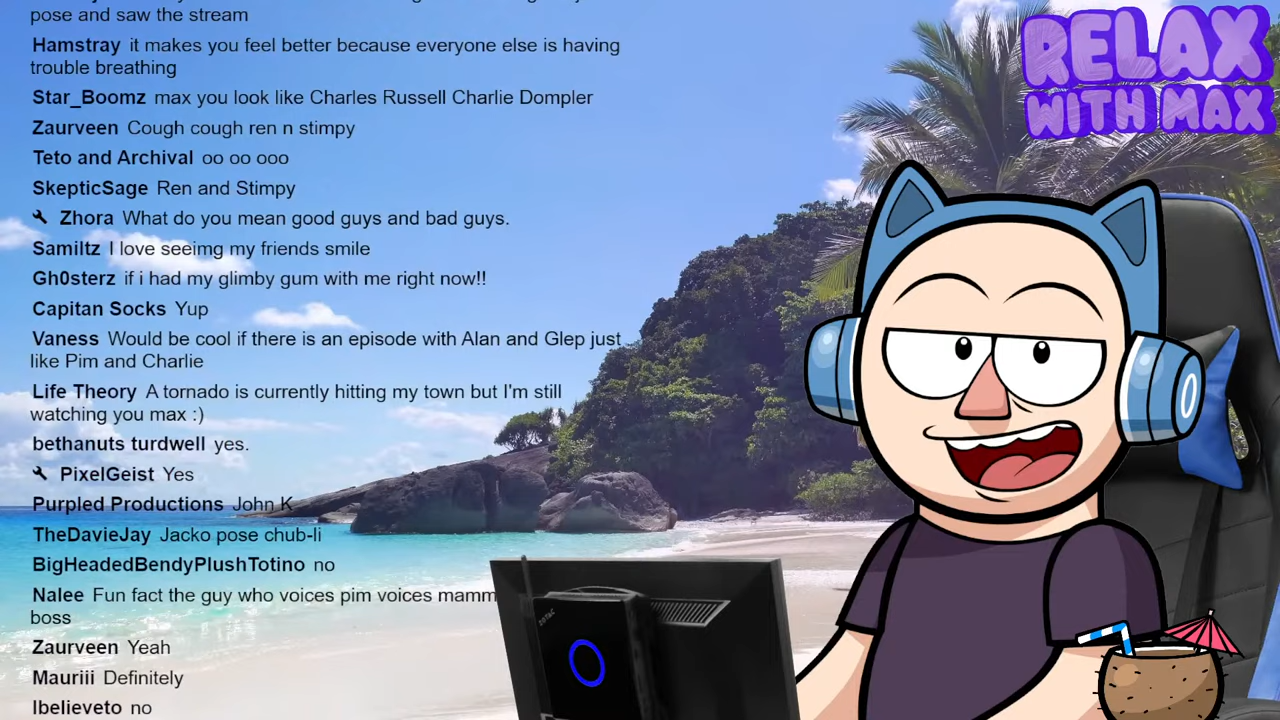 pose and saw the stream
Hamstray it makes you feel better because everyone else is having
trouble breathing
Star_Boomz max you look like Charles Russell Charlie Dompler
Zaurveen Cough cough ren n stimpy
Teto and Archival oo oo ooo
SkepticSage Ren and Stimpy
Zhora What do you mean good guys and bad guys.
Samiltz I love seeimg my friends smile
Gh0sterz if i had my glimby gum with me right now!!
Capitan Socks Yup
Vaness Would be cool if there is an episode with Alan and Glep just
like Pim and Charlie
Life Theory A tornado is currently hitting my town but I'm still
watching you max :)
bethanuts turdwell yes.
PixelGeist Yes
Purpled Productions John K
TheDavieJay Jacko pose chub-li
BigHeadedBendyPlushTotino no
Nalee Fun fact the guy who voices pim voices mamm
boss
Zaurveen Yeah
Mauriii Definitely
Ibelieveto no
RELAX
WITH MAX
ZOTAC